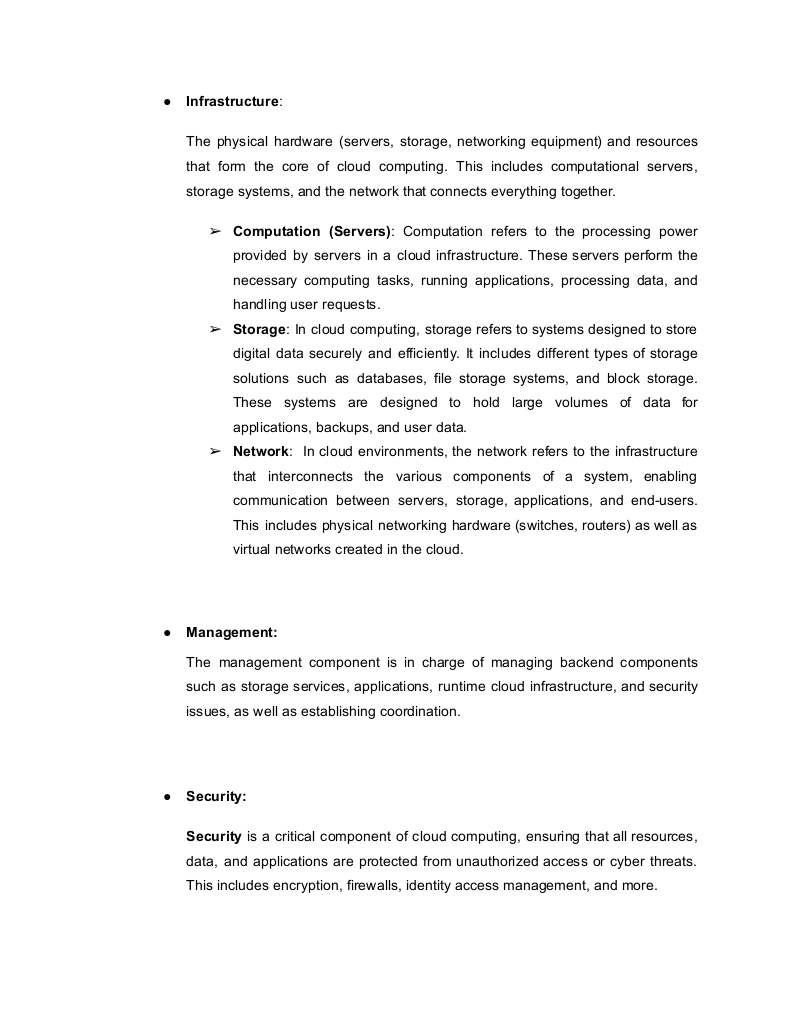 ● Infrastructure:
The physical hardware (servers, storage, networking equipment) and resources
that form the core of cloud computing. This includes computational servers,
storage systems, and the network that connects everything together.
➢ Computation (Servers): Computation refers to the processing power
provided by servers in a cloud infrastructure. These servers perform the
necessary computing tasks, running applications, processing data, and
handling user requests.
➢ Storage: In cloud computing, storage refers to systems designed to store
digital data securely and efficiently. It includes different types of storage
solutions such as databases, file storage systems, and block storage.
These systems are designed to hold large volumes of data for
applications, backups, and user data.
➢ Network: In cloud environments, the network refers to the infrastructure
that interconnects the various components of a system, enabling
communication between servers, storage, applications, and end-users.
This includes physical networking hardware (switches, routers) as well as
virtual networks created in the cloud.
● Management:
The management component is in charge of managing backend components
such as storage services, applications, runtime cloud infrastructure, and security
issues, as well as establishing coordination.
● Security:
Security is a critical component of cloud computing, ensuring that all resources,
data, and applications are protected from unauthorized access or cyber threats.
This includes encryption, firewalls, identity access management, and more.